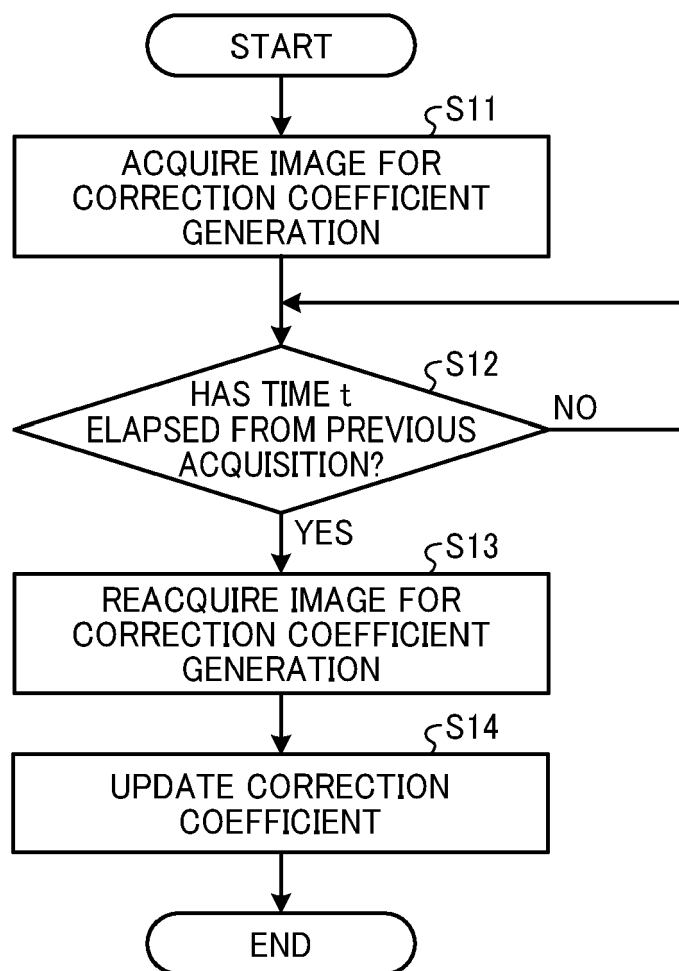 START
S11
ACQUIRE IMAGE FOR
CORRECTION COEFFICIENT
GENERATION
S12
HAS TIME t
ELAPSED FROM PREVIOUS
ACQUISITION?
NO
YES
S13
REACQUIRE IMAGE FOR
CORRECTION COEFFICIENT
GENERATION
S14
UPDATE CORRECTION
COEFFICIENT
END